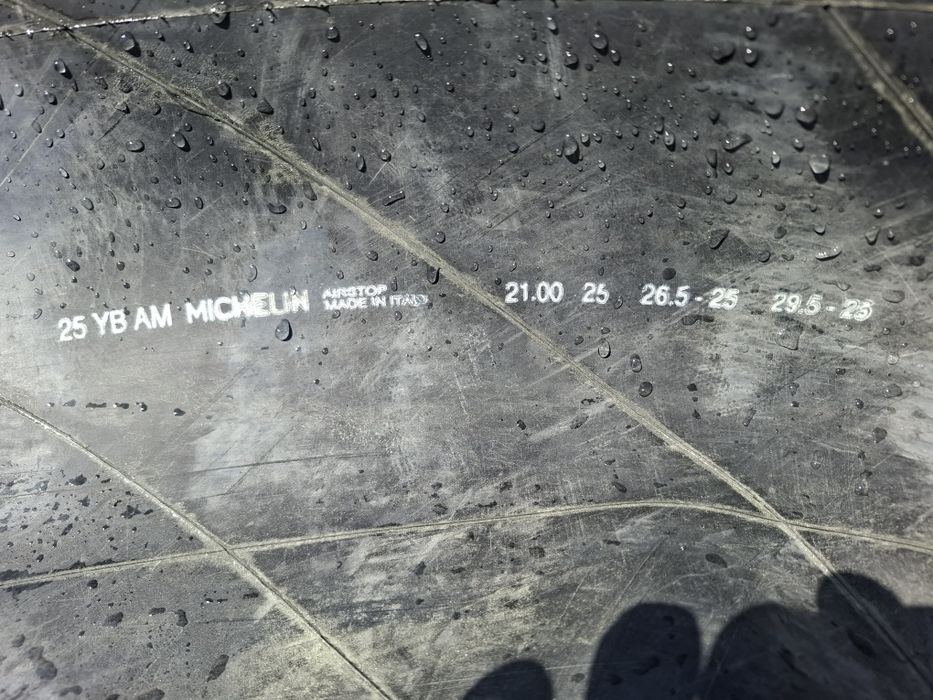 25 YB AM MICHELIN AIRSTOP
MADE IN ITALY
21.00 25 26.5 - 25 29.5 - 25